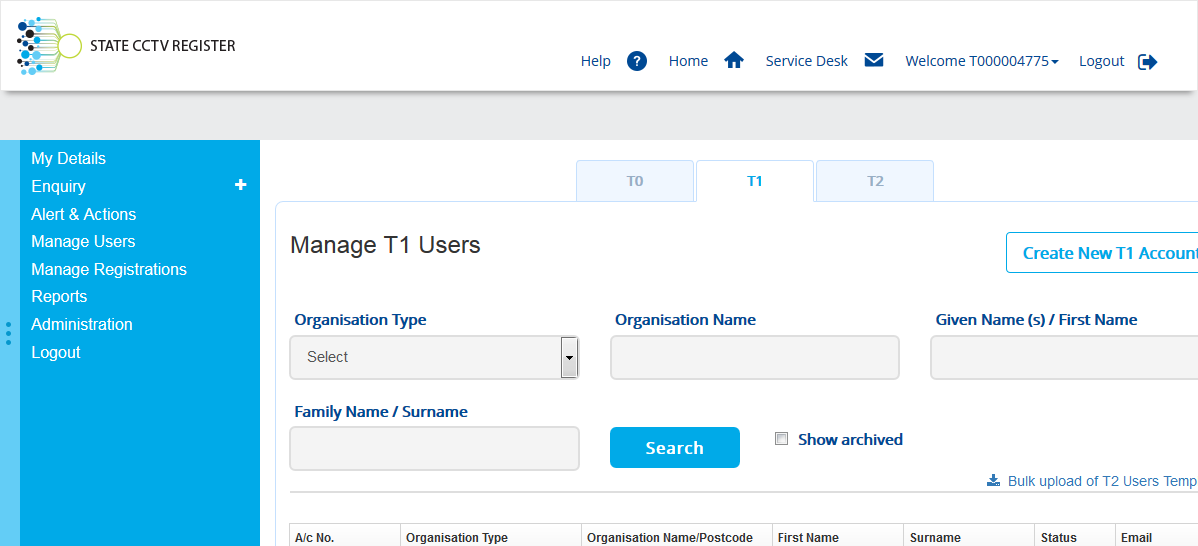 STATE CCTV REGISTER
Help ? Home Service Desk Welcome T000004775 Logout
My Details
Enquiry +
Alert & Actions
Manage Users
Manage Registrations
Reports
Administration
Logout
T0 T1 T2
Manage T1 Users
Create New T1 Account
Organisation Type Organisation Name Given Name (s) / First Name
Select
Family Name / Surname
Search Show archived
Bulk upload of T2 Users Temp
A/c No. Organisation Type Organisation Name/Postcode First Name Surname Status Email